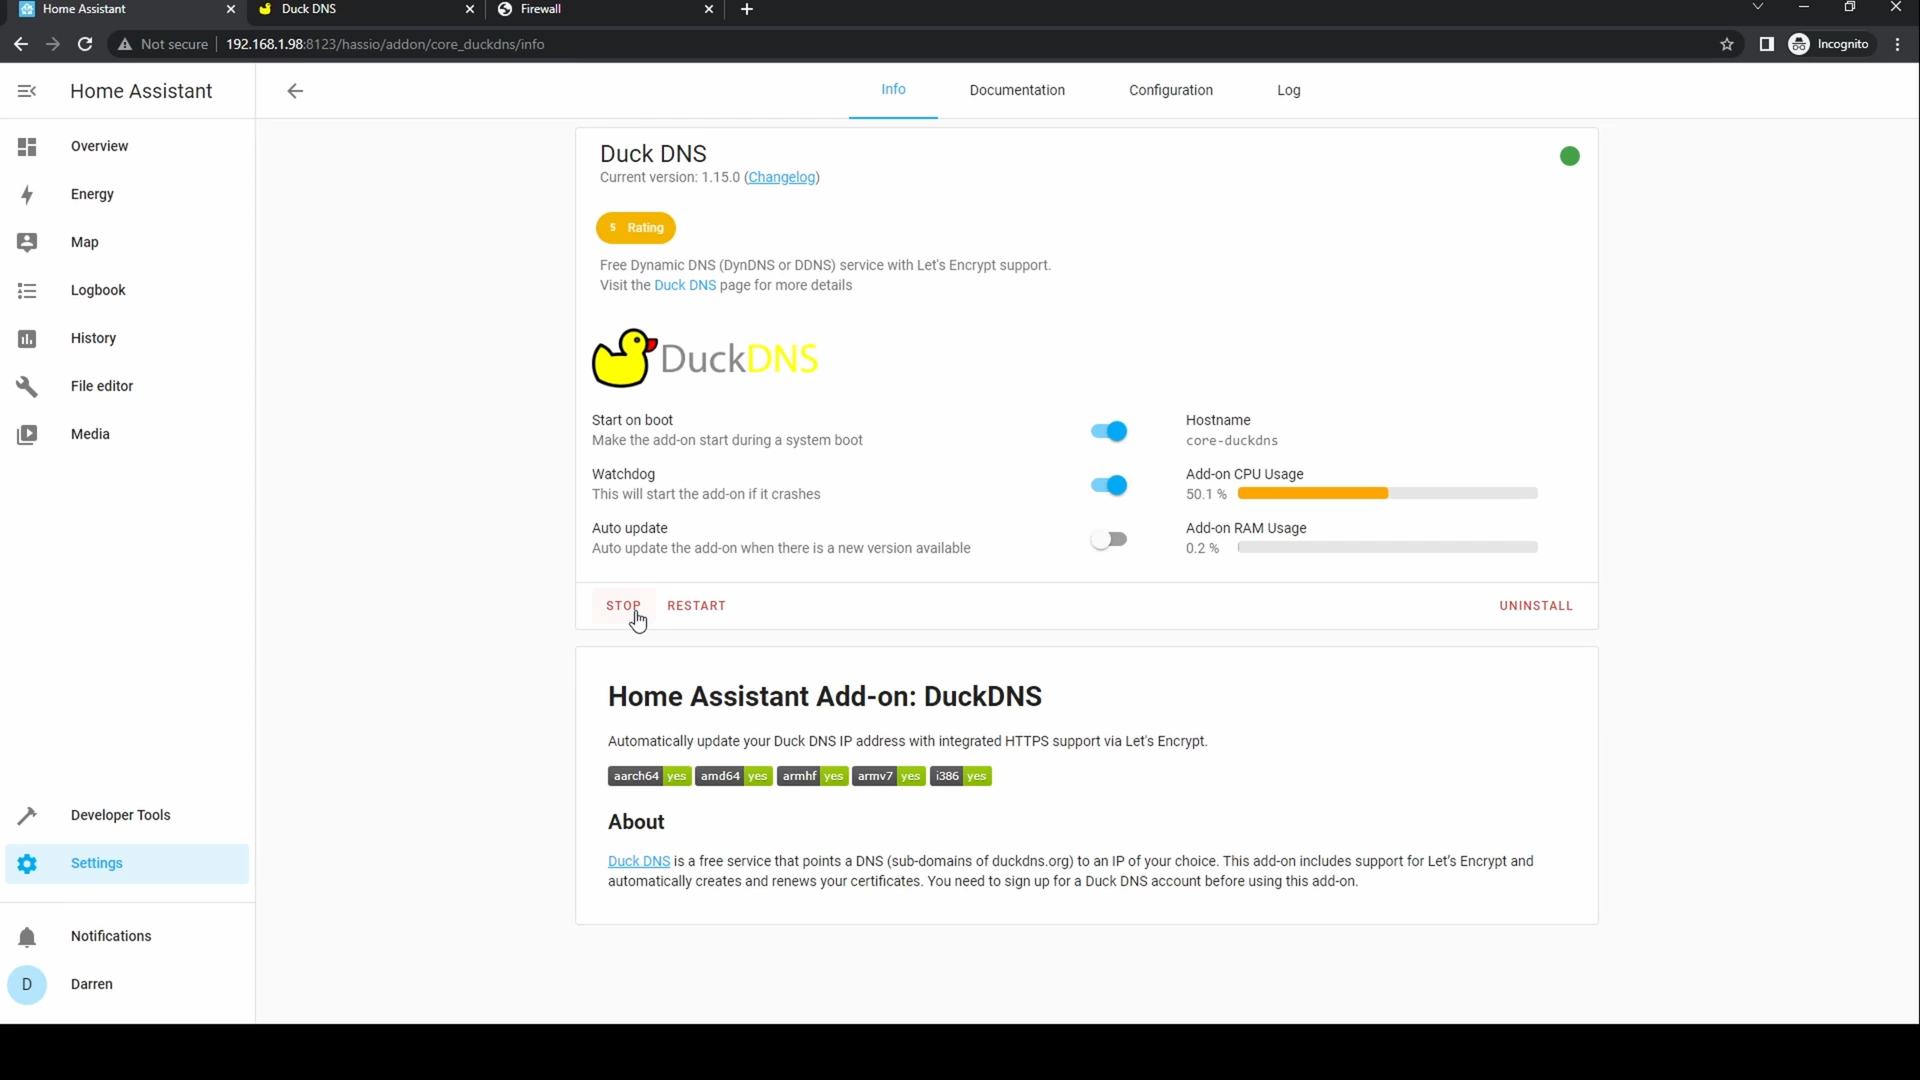 Home Assistant
Duck DNS
Firewall
Not secure
192.168.1.98:8123/hassio/addon/core_duckdns/info
Incognito
Home Assistant
Info
Documentation
Configuration
Log
Overview
Energy
Map
Logbook
History
File editor
Media
Developer Tools
Settings
Notifications
D
Darren
Duck DNS
Current version: 1.15.0 (Changelog)
5 Rating
Free Dynamic DNS (DynDNS or DDNS) service with Let's Encrypt support.
Visit the Duck DNS page for more details
DuckDNS
Start on boot
Make the add-on start during a system boot
Hostname
core-duckdns
Watchdog
This will start the add-on if it crashes
Add-on CPU Usage
50.1 %
Auto update
Auto update the add-on when there is a new version available
Add-on RAM Usage
0.2 %
STOP
RESTART
UNINSTALL
Home Assistant Add-on: DuckDNS
Automatically update your Duck DNS IP address with integrated HTTPS support via Let's Encrypt.
aarch64 yes amd64 yes armhf yes armv7 yes i386 yes
About
Duck DNS is a free service that points a DNS (sub-domains of duckdns.org) to an IP of your choice. This add-on includes support for Let's Encrypt and
automatically creates and renews your certificates. You need to sign up for a Duck DNS account before using this add-on.